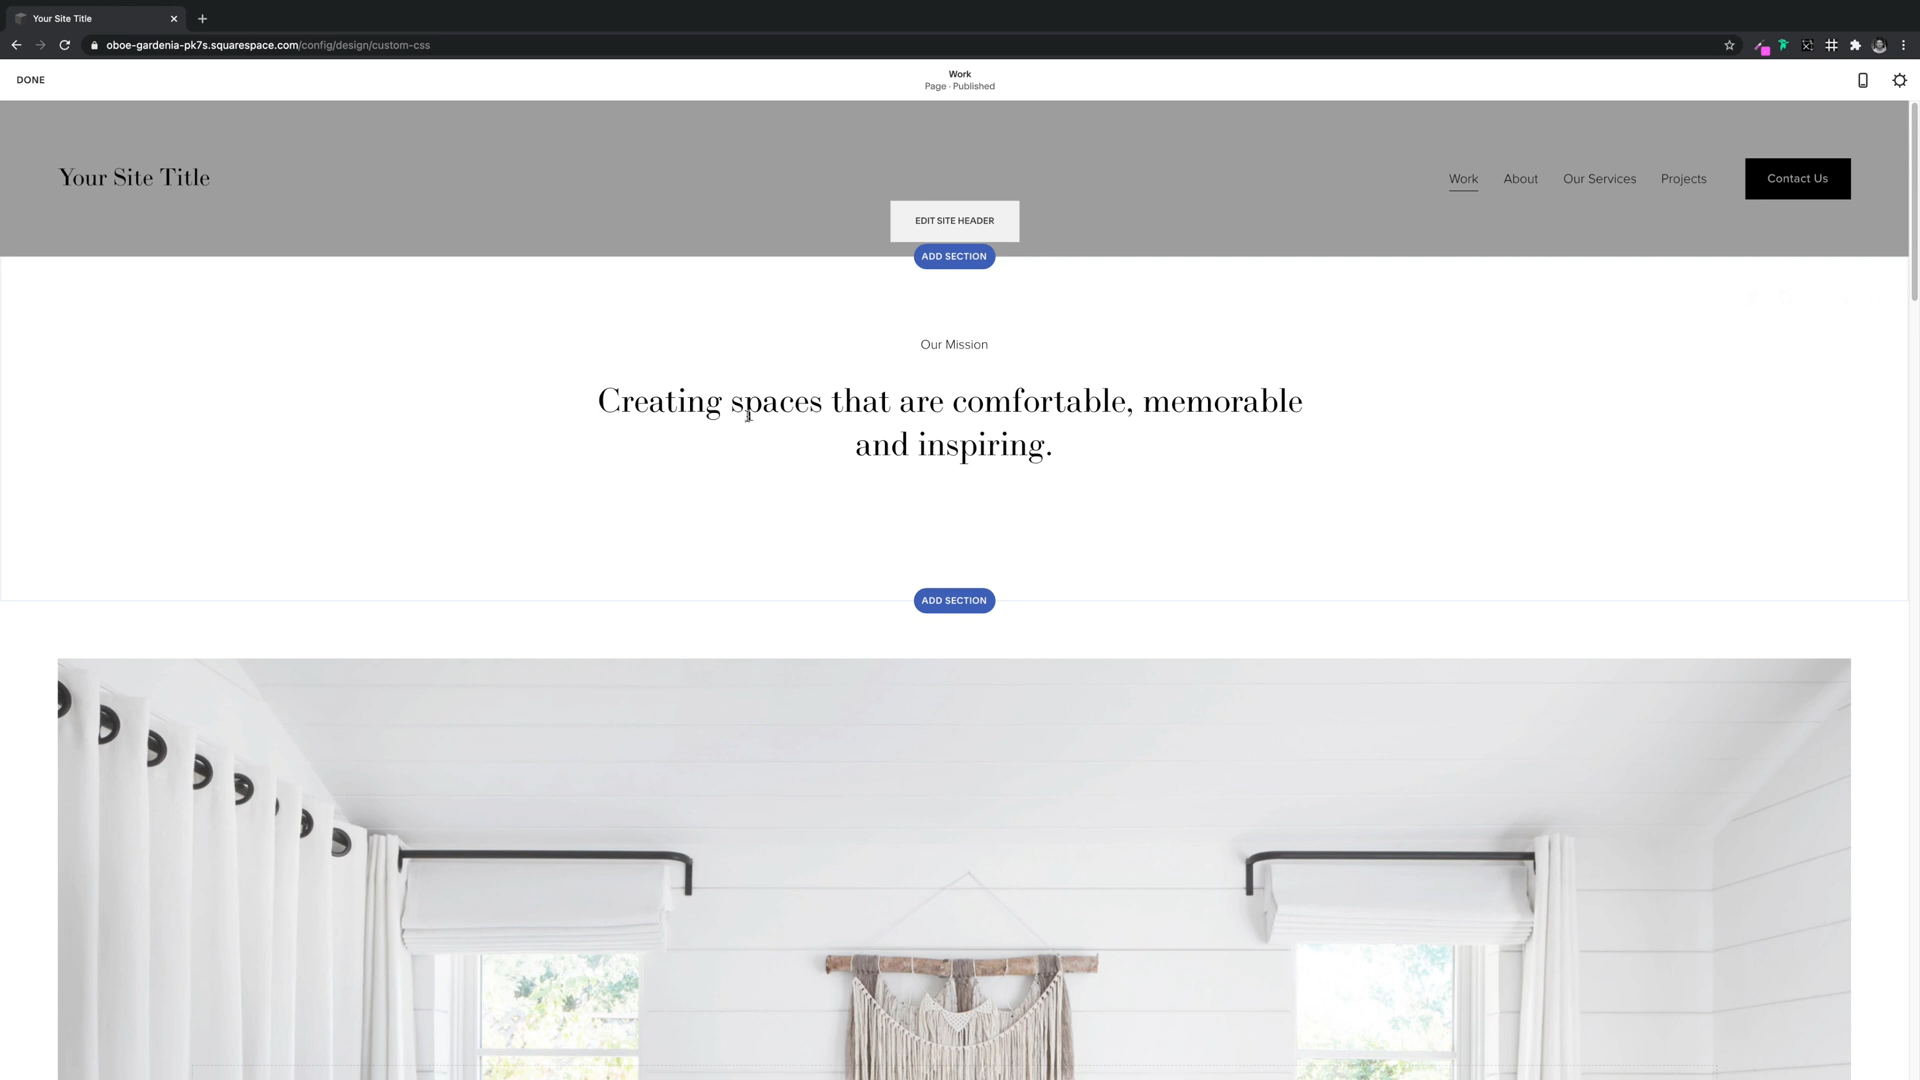 Your Site Title
oboe-gardenia-pk7s.squarespace.com/config/design/custom-css
DONE
Work
Page · Published
Your Site Title
Work About Our Services Projects Contact Us
EDIT SITE HEADER
ADD SECTION
Our Mission
Creating spaces that are comfortable, memorable
and inspiring.
ADD SECTION